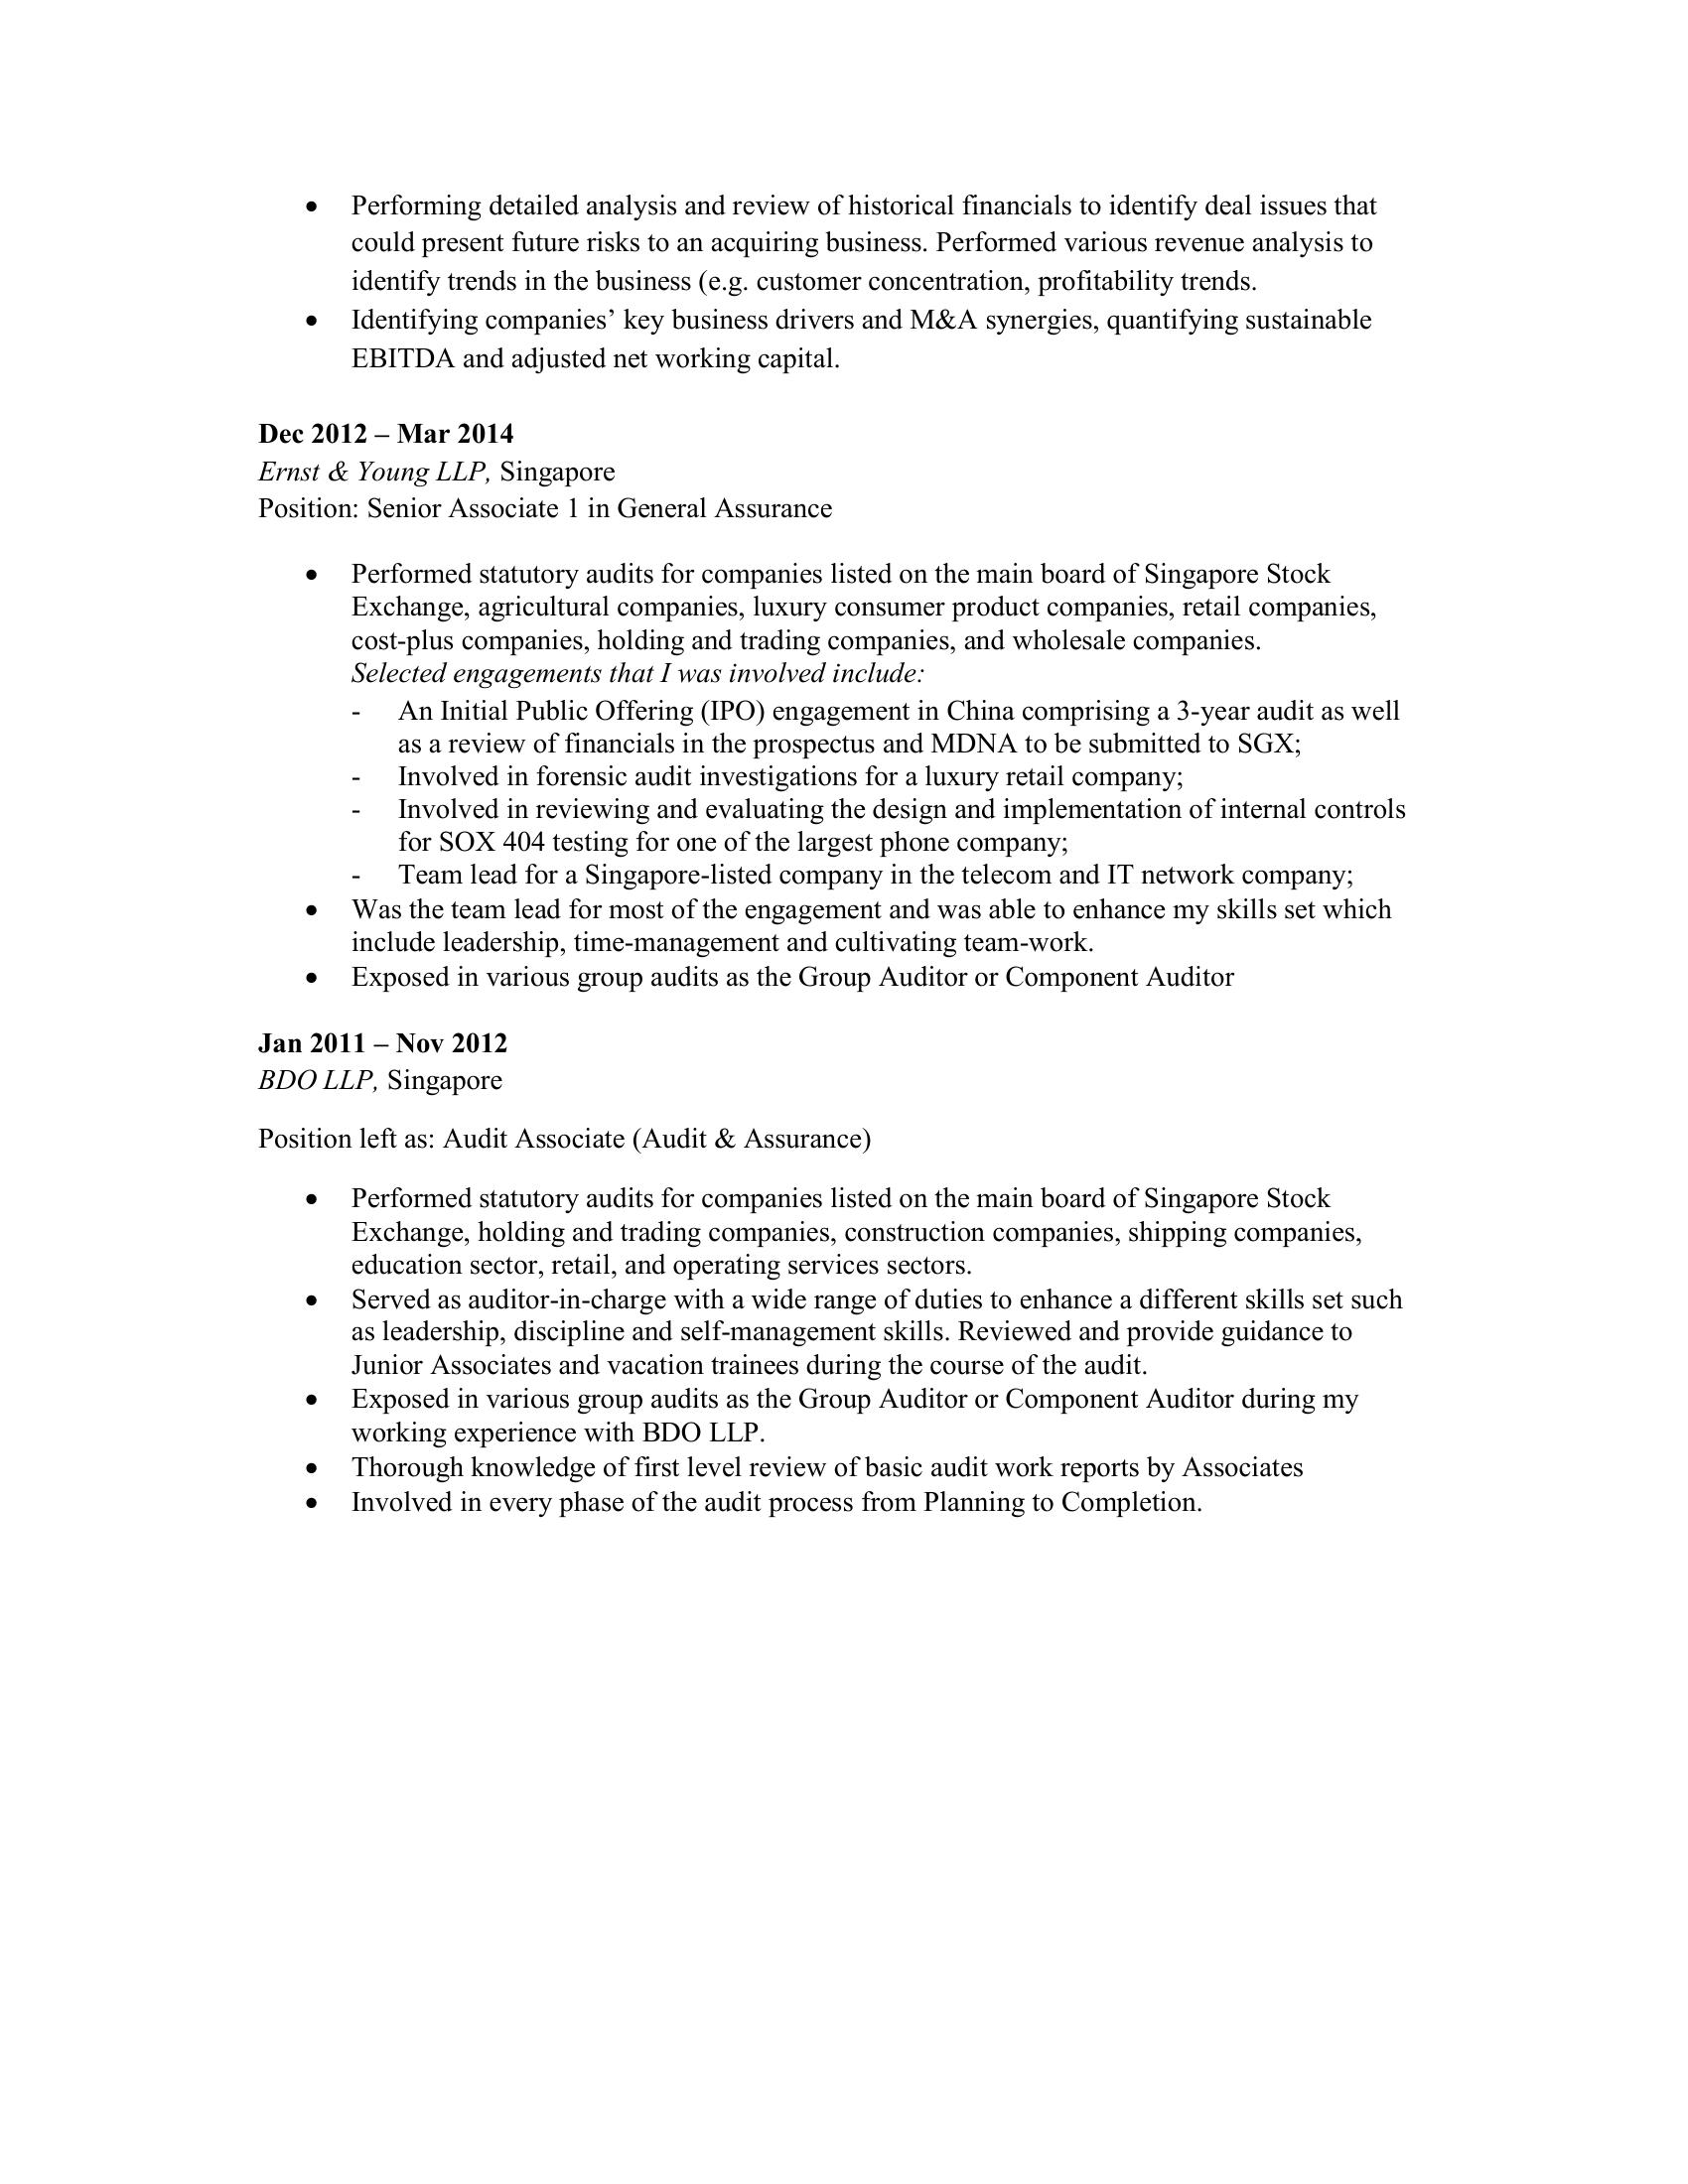 • Performing detailed analysis and review of historical financials to identify deal issues that
could present future risks to an acquiring business. Performed various revenue analysis to
identify trends in the business (e.g. customer concentration, profitability trends.
• Identifying companies’ key business drivers and M&A synergies, quantifying sustainable
EBITDA and adjusted net working capital.
Dec 2012 – Mar 2014
Ernst & Young LLP, Singapore
Position: Senior Associate 1 in General Assurance
• Performed statutory audits for companies listed on the main board of Singapore Stock
Exchange, agricultural companies, luxury consumer product companies, retail companies,
cost-plus companies, holding and trading companies, and wholesale companies.
Selected engagements that I was involved include:
- An Initial Public Offering (IPO) engagement in China comprising a 3-year audit as well
as a review of financials in the prospectus and MDNA to be submitted to SGX;
- Involved in forensic audit investigations for a luxury retail company;
- Involved in reviewing and evaluating the design and implementation of internal controls
for SOX 404 testing for one of the largest phone company;
- Team lead for a Singapore-listed company in the telecom and IT network company;
• Was the team lead for most of the engagement and was able to enhance my skills set which
include leadership, time-management and cultivating team-work.
• Exposed in various group audits as the Group Auditor or Component Auditor
Jan 2011 – Nov 2012
BDO LLP, Singapore
Position left as: Audit Associate (Audit & Assurance)
• Performed statutory audits for companies listed on the main board of Singapore Stock
Exchange, holding and trading companies, construction companies, shipping companies,
education sector, retail, and operating services sectors.
• Served as auditor-in-charge with a wide range of duties to enhance a different skills set such
as leadership, discipline and self-management skills. Reviewed and provide guidance to
Junior Associates and vacation trainees during the course of the audit.
• Exposed in various group audits as the Group Auditor or Component Auditor during my
working experience with BDO LLP.
• Thorough knowledge of first level review of basic audit work reports by Associates
• Involved in every phase of the audit process from Planning to Completion.